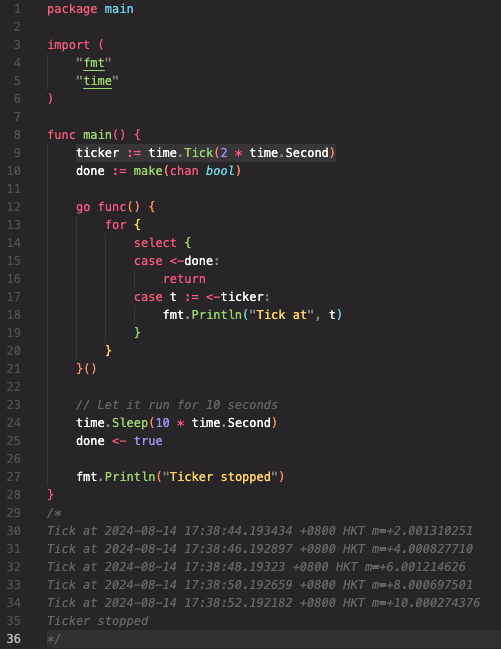 1 package main
2
3 import (
4 "fmt"
5 "time"
6 )
7
8 func main() {
9 ticker := time.Tick(2 * time.Second)
10 done := make(chan bool)
11
12 go func() {
13 for {
14 select {
15 case <-done:
16 return
17 case t := <-ticker:
18 fmt.Println("Tick at", t)
19 }
20 }
21 }()
22
23 // Let it run for 10 seconds
24 time.Sleep(10 * time.Second)
25 done <- true
26
27 fmt.Println("Ticker stopped")
28 }
29 /*
30 Tick at 2024-08-14 17:38:44.193434 +0800 HKT m=+2.001310251
31 Tick at 2024-08-14 17:38:46.192897 +0800 HKT m=+4.000827710
32 Tick at 2024-08-14 17:38:48.19323 +0800 HKT m=+6.001214626
33 Tick at 2024-08-14 17:38:50.192659 +0800 HKT m=+8.000697501
34 Tick at 2024-08-14 17:38:52.192182 +0800 HKT m=+10.000274376
35 Ticker stopped
36 */